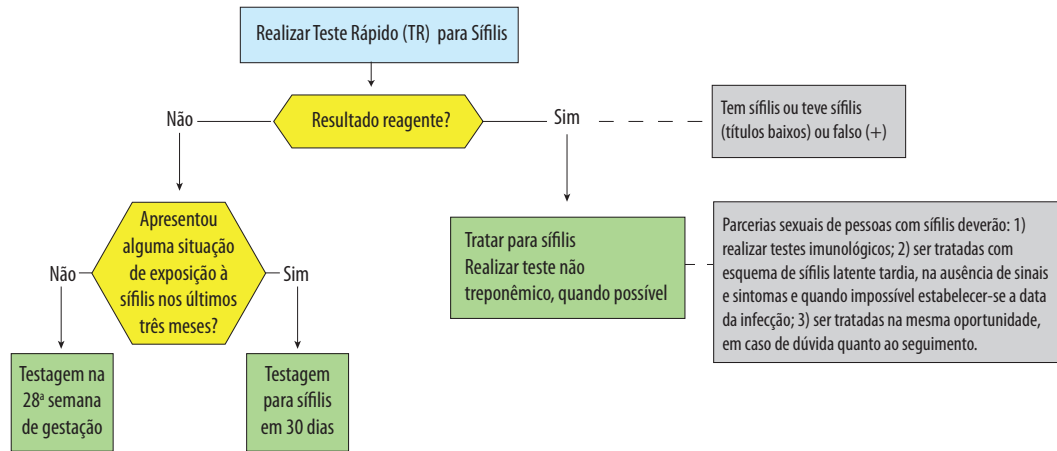 Realizar Teste Rápido (TR) para Sífilis
Resultado reagente?
Não
Sim
Tem sífilis ou teve sífilis
(títulos baixos) ou falso (+)
Apresentou
alguma situação
de exposição à
sífilis nos últimos
três meses?
Não
Sim
Tratar para sífilis
Realizar teste não
treponêmico, quando possível
Parcerias sexuais de pessoas com sífilis deverão: 1)
realizar testes imunológicos; 2) ser tratadas com
esquema de sífilis latente tardia, na ausência de sinais
e sintomas e quando impossível estabelecer-se a data
da infecção; 3) ser tratadas na mesma oportunidade,
em caso de dúvida quanto ao seguimento.
Testagem na
28ª semana
de gestação
Testagem
para sífilis
em 30 dias